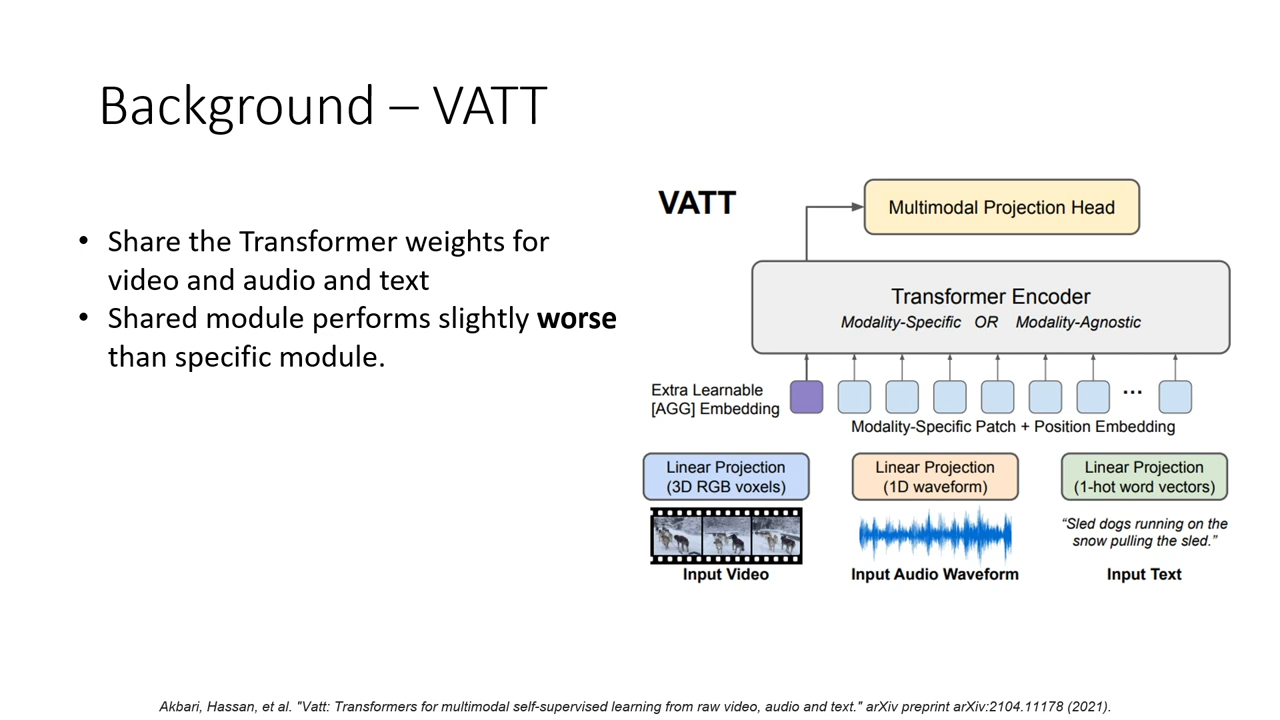 Background – VATT
• Share the Transformer weights for
video and audio and text
• Shared module performs slightly worse
than specific module.
VATT
Multimodal Projection Head
Transformer Encoder
Modality-Specific OR Modality-Agnostic
Extra Learnable
[AGG] Embedding
...
Modality-Specific Patch + Position Embedding
Linear Projection
(3D RGB voxels)
Linear Projection
(1D waveform)
Linear Projection
(1-hot word vectors)
“Sled dogs running on the
snow pulling the sled.”
Input Video
Input Audio Waveform
Input Text
Akbari, Hassan, et al. "Vatt: Transformers for multimodal self-supervised learning from raw video, audio and text." arXiv preprint arXiv:2104.11178 (2021).